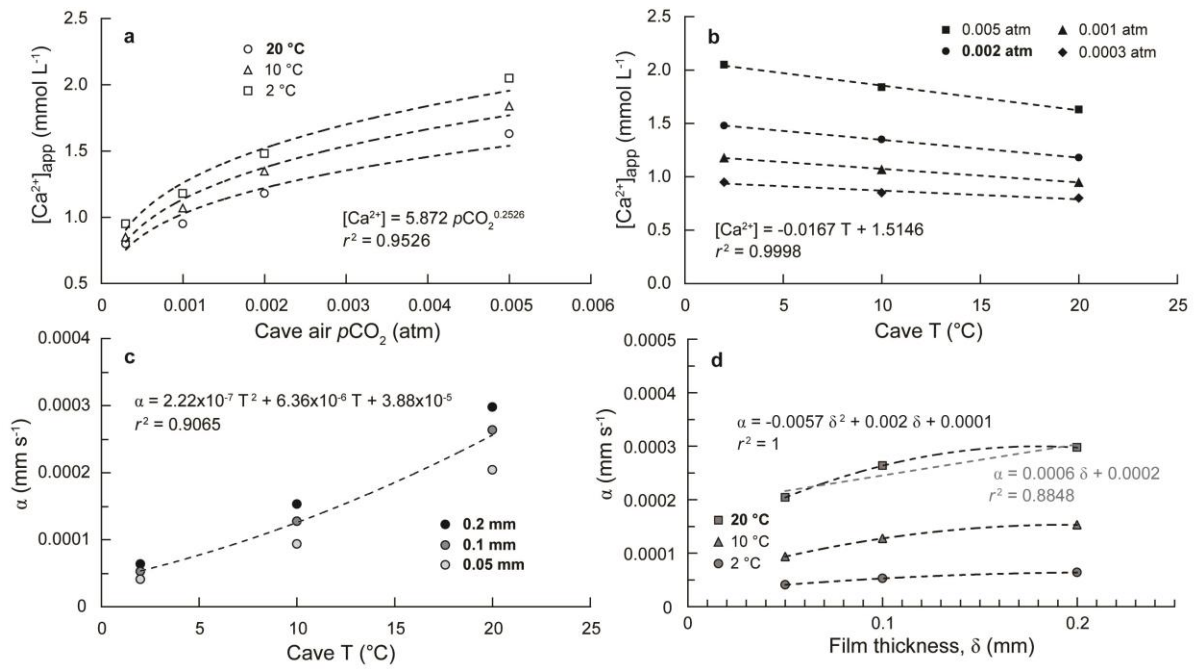 a
20 °C
10 °C
2 °C
[Ca²⁺]app (mmol L⁻¹)
2.5
2.0
1.5
1.0
0.5
[Ca²⁺] = 5.872 pCO₂^0.2526
r² = 0.9526
0 0.001 0.002 0.003 0.004 0.005 0.006
Cave air pCO₂ (atm)
b
0.005 atm
0.001 atm
0.002 atm
0.0003 atm
[Ca²⁺]app (mmol L⁻¹)
2.5
2.0
1.5
1.0
0.5
0.0
[Ca²⁺] = -0.0167 T + 1.5146
r² = 0.9998
0 5 10 15 20 25
Cave T (°C)
c
α (mm s⁻¹)
0.0004
0.0003
0.0002
0.0001
0
α = 2.22x10⁻⁷ T² + 6.36x10⁻⁶ T + 3.88x10⁻⁵
r² = 0.9065
0.2 mm
0.1 mm
0.05 mm
0 5 10 15 20 25
Cave T (°C)
d
α (mm s⁻¹)
0.0005
0.0004
0.0003
0.0002
0.0001
0
α = -0.0057 δ² + 0.002 δ + 0.0001
r² = 1
α = 0.0006 δ + 0.0002
r² = 0.8848
20 °C
10 °C
2 °C
0.1 0.2
Film thickness, δ (mm)